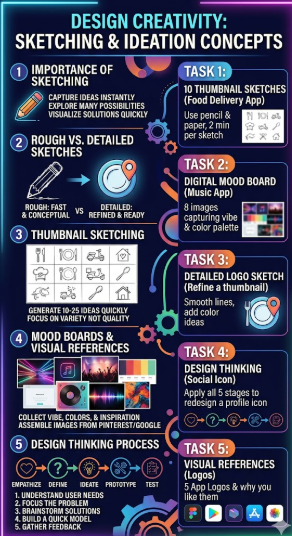 DESIGN CREATIVITY:
SKETCHING & IDEATION CONCEPTS
1 IMPORTANCE OF
SKETCHING
CAPTURE IDEAS INSTANTLY
EXPLORE MANY POSSIBILITIES
VISUALIZE SOLUTIONS QUICKLY
2 ROUGH VS. DETAILED
SKETCHES
ROUGH: FAST
& CONCEPTUAL
VS
DETAILED:
REFINED & READY
3 THUMBNAIL SKETCHING
GENERATE 10-25 IDEAS QUICKLY
FOCUS ON VARIETY NOT QUALITY
4 MOOD BOARDS &
VISUAL REFERENCES
COLLECT VIBE, COLORS, & INSPIRATION
ASSEMBLE IMAGES FROM PINTEREST/GOOGLE
5 DESIGN THINKING PROCESS
EMPATHIZE DEFINE IDEATE PROTOTYPE TEST
1. UNDERSTAND USER NEEDS
2. FOCUS THE PROBLEM
3. BRAINSTORM SOLUTIONS
4. BUILD A QUICK MODEL
5. GATHER FEEDBACK
TASK 1:
10 THUMBNAIL SKETCHES
(Food Delivery App)
Use pencil &
paper, 2 min
per sketch
TASK 2:
DIGITAL MOOD BOARD
(Music App)
8 images
capturing vibe
& color palette
TASK 3:
DETAILED LOGO SKETCH
(Refine a thumbnail)
Smooth lines,
add color
ideas
TASK 4:
DESIGN THINKING
(Social Icon)
Apply all 5 stages to
redesign a profile icon
TASK 5:
VISUAL REFERENCES
(Logos)
5 App Logos & why you
like them